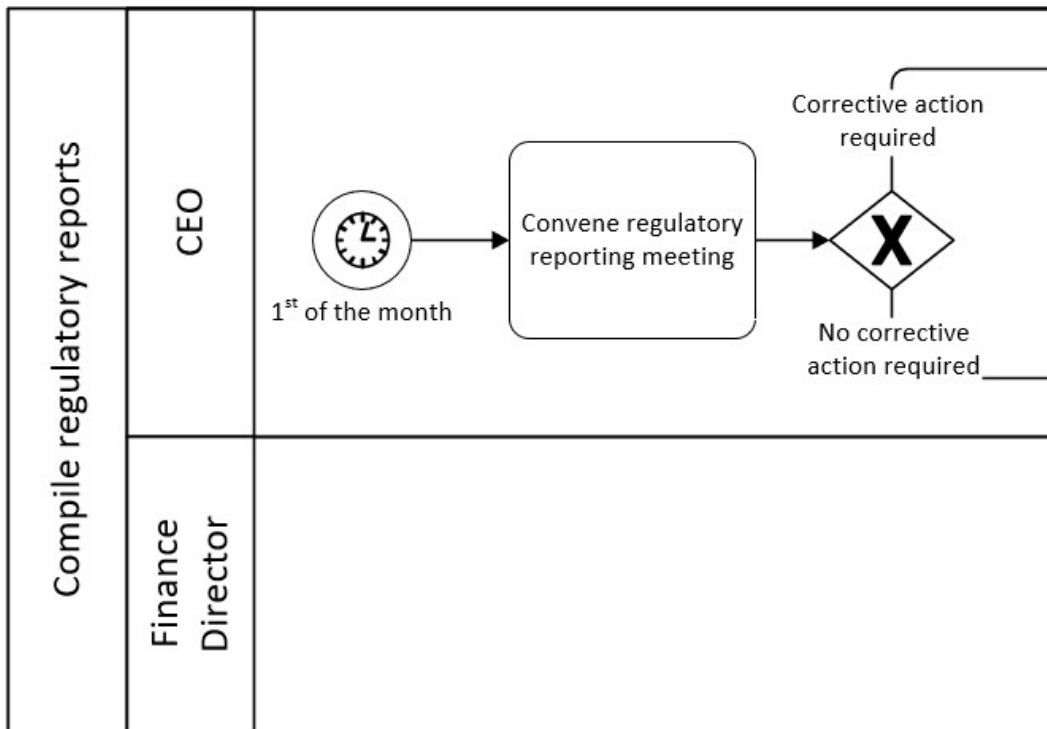 Compile regulatory reports
CEO
1st of the month
Convene regulatory
reporting meeting
Corrective action
required
X
No corrective
action required
Finance
Director